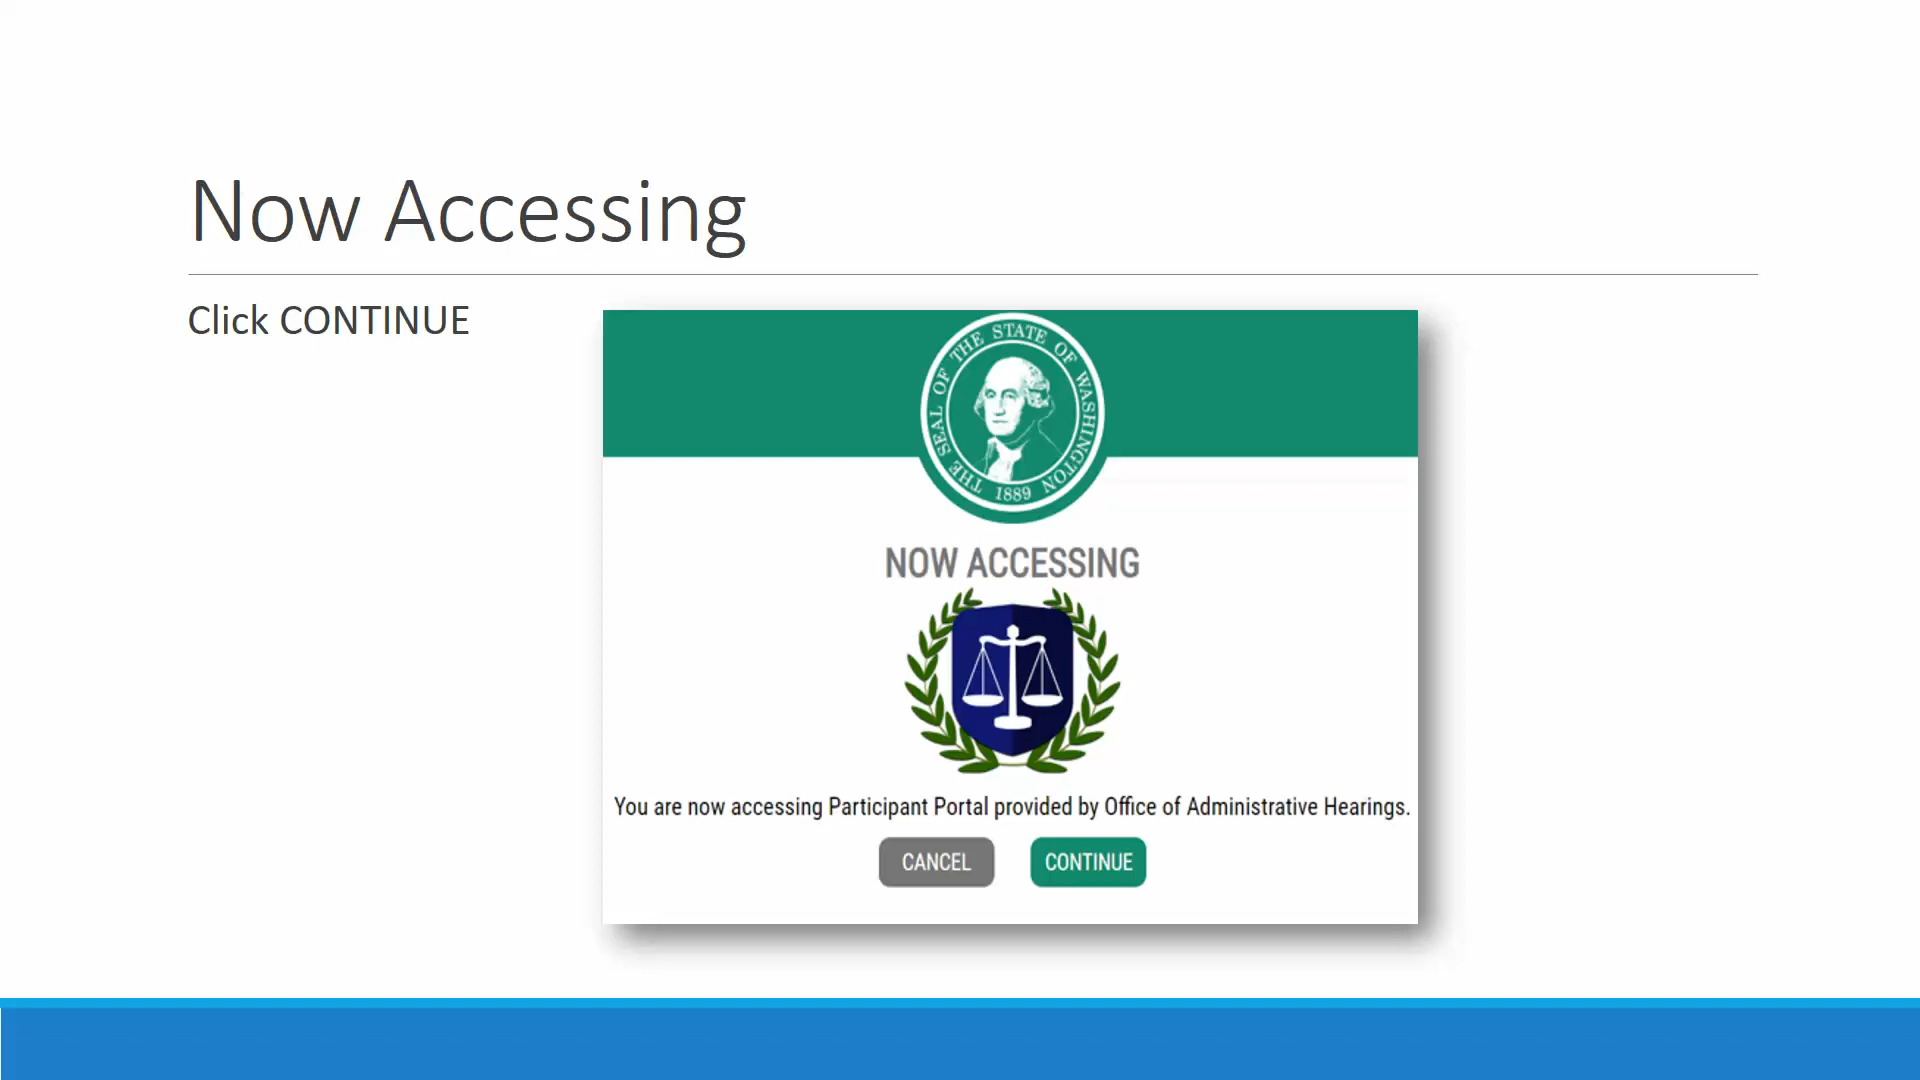 Now Accessing
Click CONTINUE
THE SEAL OF THE STATE OF WASHINGTON
1889
NOW ACCESSING
You are now accessing Participant Portal provided by Office of Administrative Hearings.
CANCEL
CONTINUE